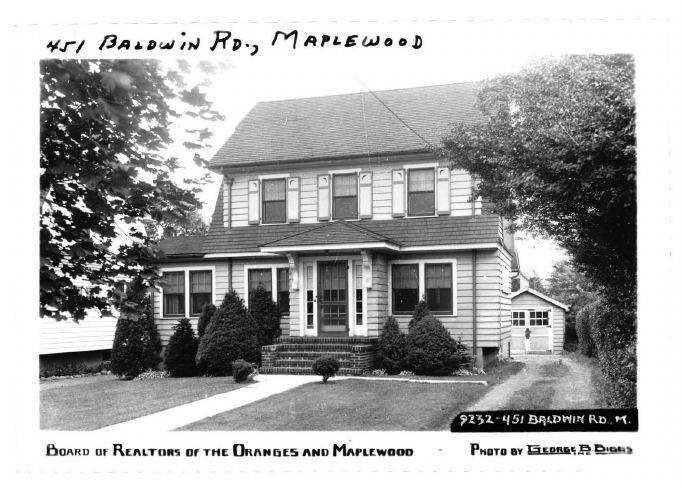 451 BALDWIN RD., MAPLEWOOD
9232-451 BALDWIN RD. M.
BOARD OF REALTORS OF THE ORANGES AND MAPLEWOOD
PHOTO BY GEORGE B BIGGS